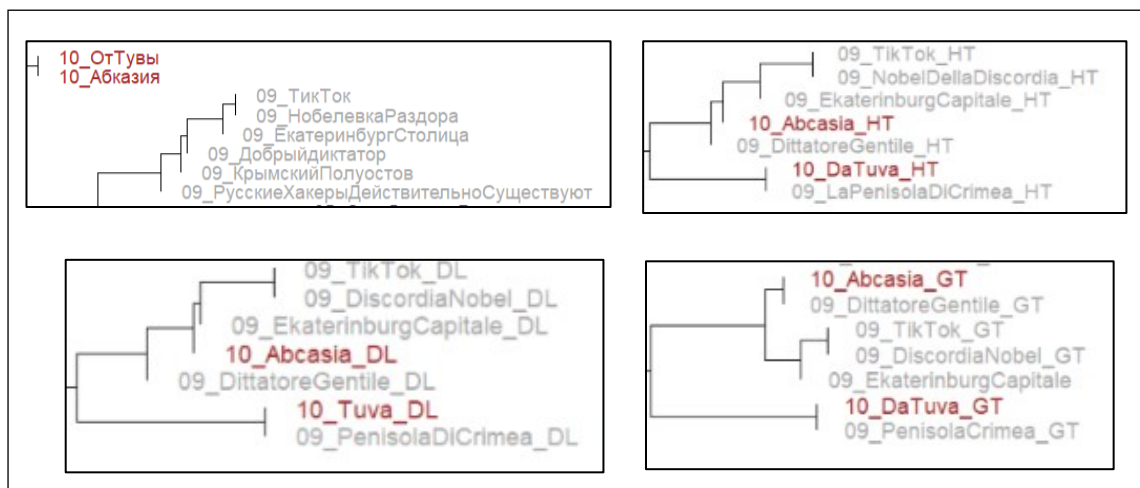 10_ОтТувы
10_Абказия
09_ТикТок
09_НобелевкаРаздора
09_ЕкатеринбургСтолица
09_Добрыйдиктатор
09_КрымскийПолуостов
09_РусскиеХакерыДействительноСуществуют
09_TikTok_HT
09_NobelDellaDiscordia_HT
09_EkaterinburgCapitale_HT
10_Abcasia_HT
09_DittatoreGentile_HT
10_DaTuva_HT
09_LaPenisolaDiCrimea_HT
09_TikTok_DL
09_DiscordiaNobel_DL
09_EkaterinburgCapitale_DL
10_Abcasia_DL
09_DittatoreGentile_DL
10_Tuva_DL
09_PenisolaDiCrimea_DL
10_Abcasia_GT
09_DittatoreGentile_GT
09_TikTok_GT
09_DiscordiaNobel_GT
09_EkaterinburgCapitale
10_DaTuva_GT
09_PenisolaCrimea_GT